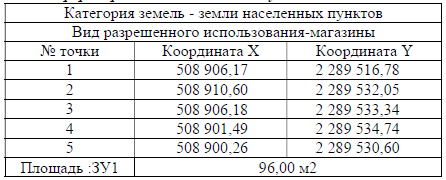 Категория земель - земли населенных пунктов
Вид разрешенного использования-магазины
№ точки Координата X Координата Y
1 508 906,17 2 289 516,78
2 508 910,60 2 289 532,05
3 508 906,18 2 289 533,34
4 508 901,49 2 289 534,74
5 508 900,26 2 289 530,60
Площадь :ЗУ1 96,00 м2